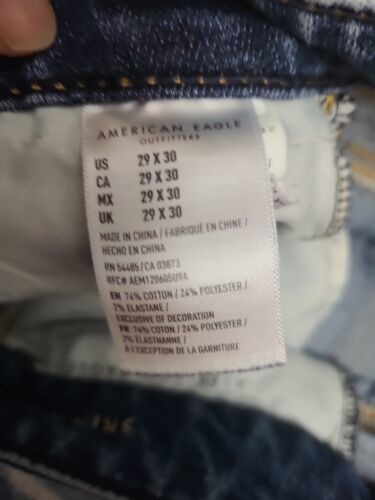 AMERICAN EAGLE
OUTFITTERS
US 29 X 30
CA 29 X 30
MX 29 X 30
UK 29 X 30
MADE IN CHINA / FABRIQUÉ EN CHINE /
HECHO EN CHINA
RN 54485/CA 03873
RFC# AEM120605U9A
EN 74% COTTON / 24% POLYESTER /
2% ELASTANE /
EXCLUSIVE OF DECORATION
FR 74% COTON / 24% POLYESTER /
2% ÉLASTHANNE /
À L'EXCEPTION DE LA GARNITURE